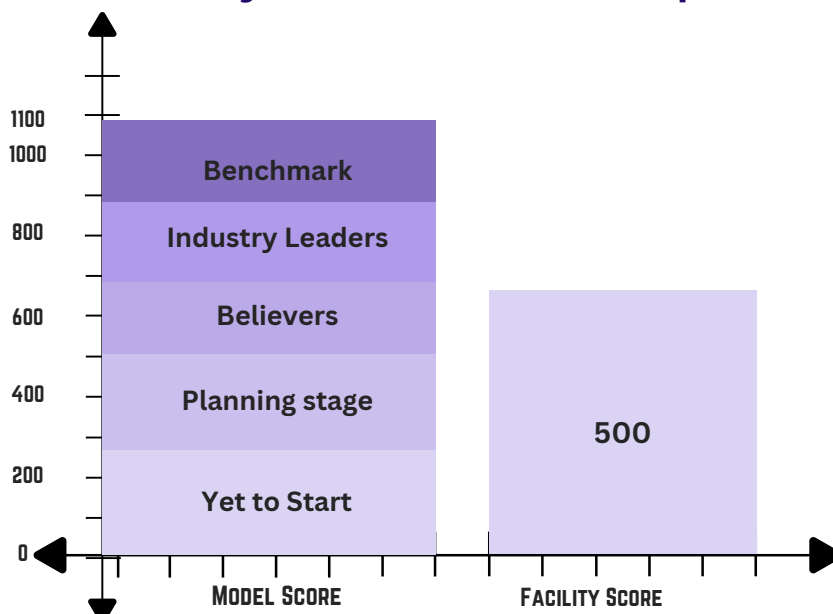 1100
1000
800
600
400
200
0
Benchmark
Industry Leaders
Believers
Planning stage
Yet to Start
500
MODEL SCORE
FACILITY SCORE